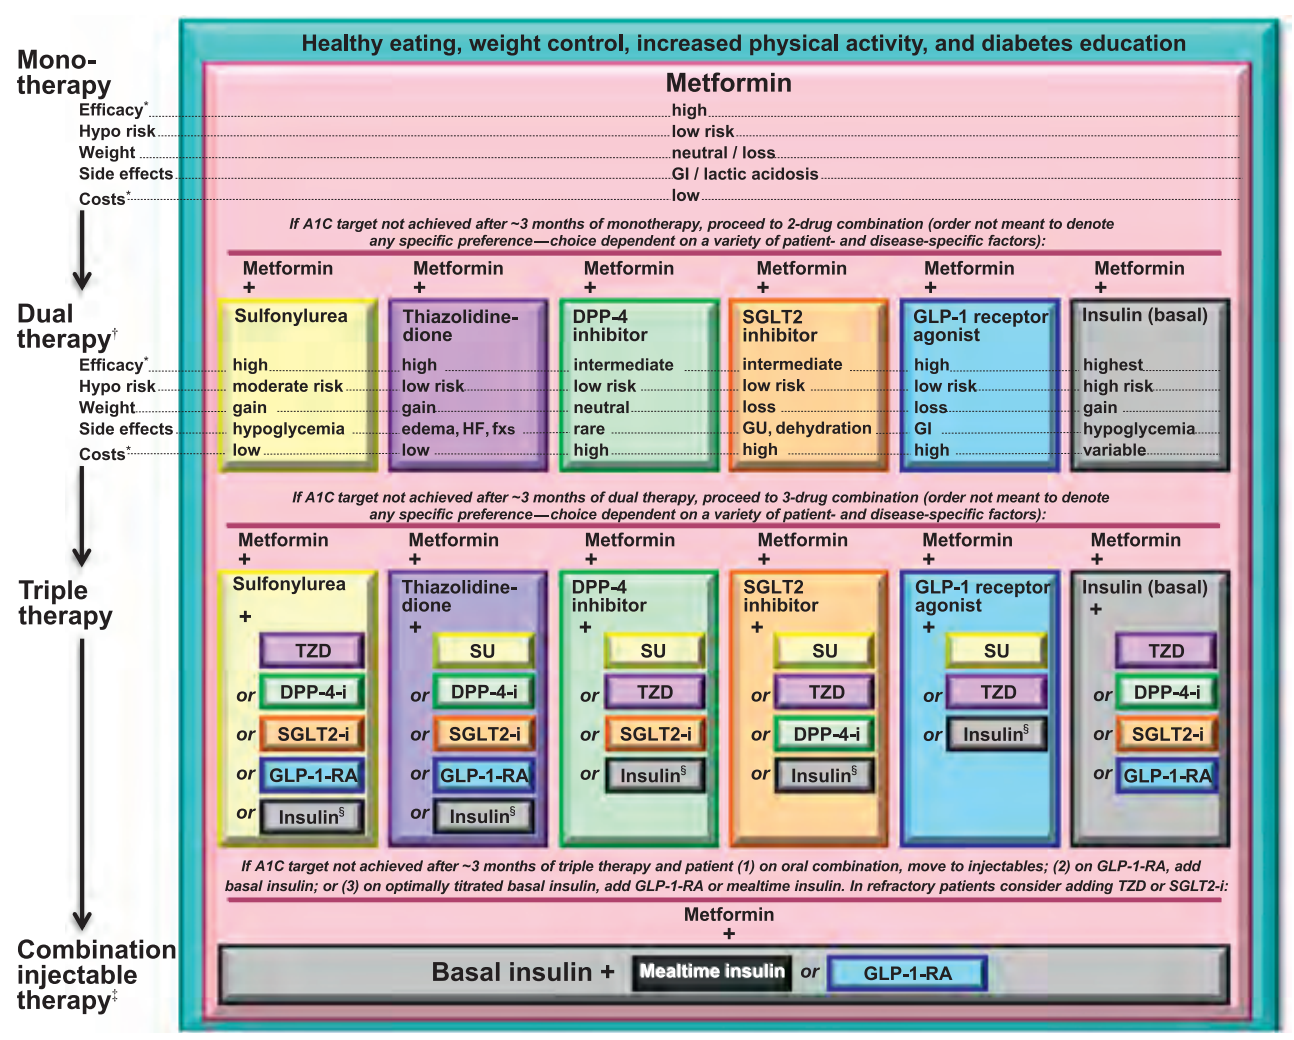 Healthy eating, weight control, increased physical activity, and diabetes education
Mono-
therapy
Metformin
Efficacy* high
Hypo risk low risk
Weight neutral / loss
Side effects GI / lactic acidosis
Costs* low
If A1C target not achieved after ~3 months of monotherapy, proceed to 2-drug combination (order not meant to denote
any specific preference—choice dependent on a variety of patient- and disease-specific factors):
Metformin Metformin Metformin Metformin Metformin Metformin
+ + + + + +
Dual
therapy†
Sulfonylurea Thiazolidine- DPP-4 SGLT2 GLP-1 receptor Insulin (basal)
dione inhibitor inhibitor agonist
Efficacy* high high intermediate intermediate high highest
Hypo risk moderate risk low risk low risk low risk low risk high risk
Weight gain gain neutral loss loss gain
Side effects hypoglycemia edema, HF, fxs rare GU, dehydration GI hypoglycemia
Costs* low low high high high variable
If A1C target not achieved after ~3 months of dual therapy, proceed to 3-drug combination (order not meant to denote
any specific preference—choice dependent on a variety of patient- and disease-specific factors):
Metformin Metformin Metformin Metformin Metformin Metformin
+ + + + + +
Triple
therapy
Sulfonylurea Thiazolidine- DPP-4 SGLT2 GLP-1 receptor Insulin (basal)
dione inhibitor inhibitor agonist
+ + + + + +
TZD SU SU SU SU TZD
or DPP-4-i or DPP-4-i or TZD or TZD or TZD or DPP-4-i
or SGLT2-i or SGLT2-i or SGLT2-i or DPP-4-i or Insulin§ or SGLT2-i
or GLP-1-RA or GLP-1-RA or Insulin§ or Insulin§ or GLP-1-RA
or Insulin§ or Insulin§
If A1C target not achieved after ~3 months of triple therapy and patient (1) on oral combination, move to injectables; (2) on GLP-1-RA, add
basal insulin; or (3) on optimally titrated basal insulin, add GLP-1-RA or mealtime insulin. In refractory patients consider adding TZD or SGLT2-i:
Metformin
+
Combination
injectable
therapy‡
Basal insulin + Mealtime insulin or GLP-1-RA